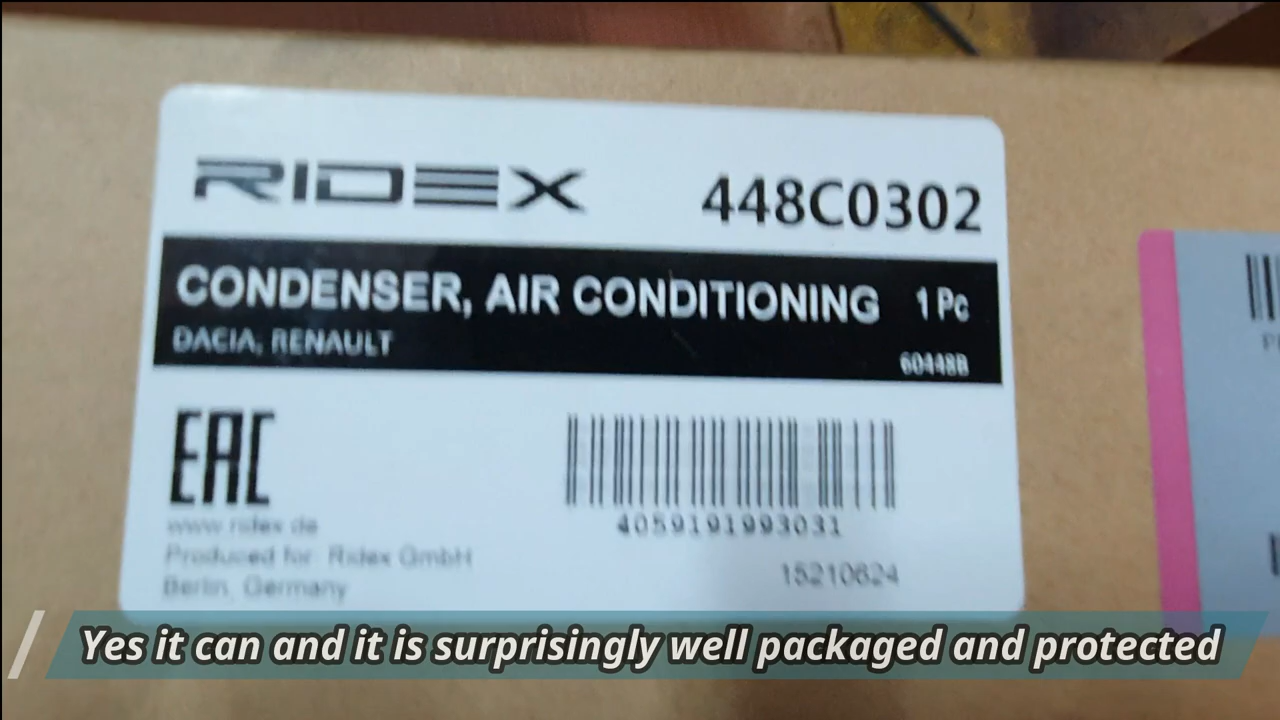 RIDEX
448C0302
CONDENSER, AIR CONDITIONING 1 Pc
DACIA, RENAULT
60448B
EAC
www.ridex.de
Produced for: Ridex GmbH
Berlin, Germany
4059191993031
15210624
Yes it can and it is surprisingly well packaged and protected